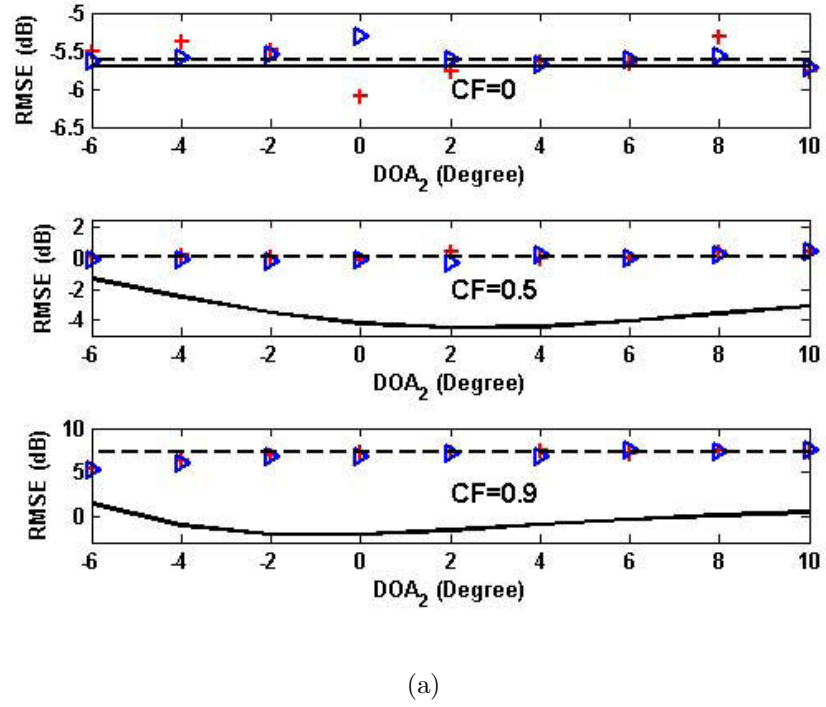 -5
-5.5
-6
-6.5
RMSE (dB)
CF=0
-6 -4 -2 0 2 4 6 8 10
DOA₂ (Degree)
2
0
-2
-4
RMSE (dB)
CF=0.5
-6 -4 -2 0 2 4 6 8 10
DOA₂ (Degree)
10
5
0
RMSE (dB)
CF=0.9
-6 -4 -2 0 2 4 6 8 10
DOA₂ (Degree)
(a)